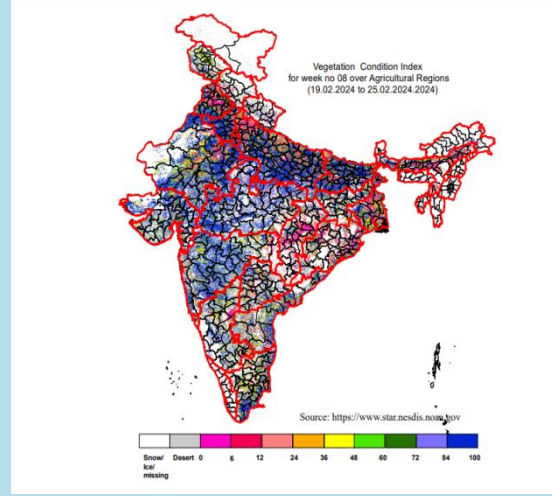 Vegetation Condition Index
for week no 08 over Agricultural Regions
(19.02.2024 to 25.02.2024.2024)
Source: https://www.star.nesdis.noaa.gov
Snow/ Desert 0 6 12 24 36 48 60 72 84 100
Ice/
missing